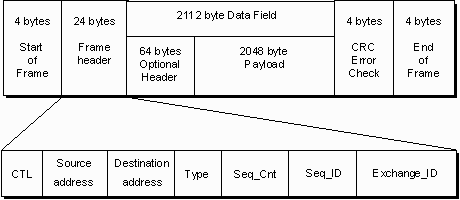 4 bytes
Start
of
Frame
24 bytes
Frame
header
2112 byte Data Field
64 bytes
Optional
Header
2048 byte
Payload
4 bytes
CRC
Error
Check
4 bytes
End
of
Frame
CTL
Source
address
Destination
address
Type
Seq_Cnt
Seq_ID
Exchange_ID